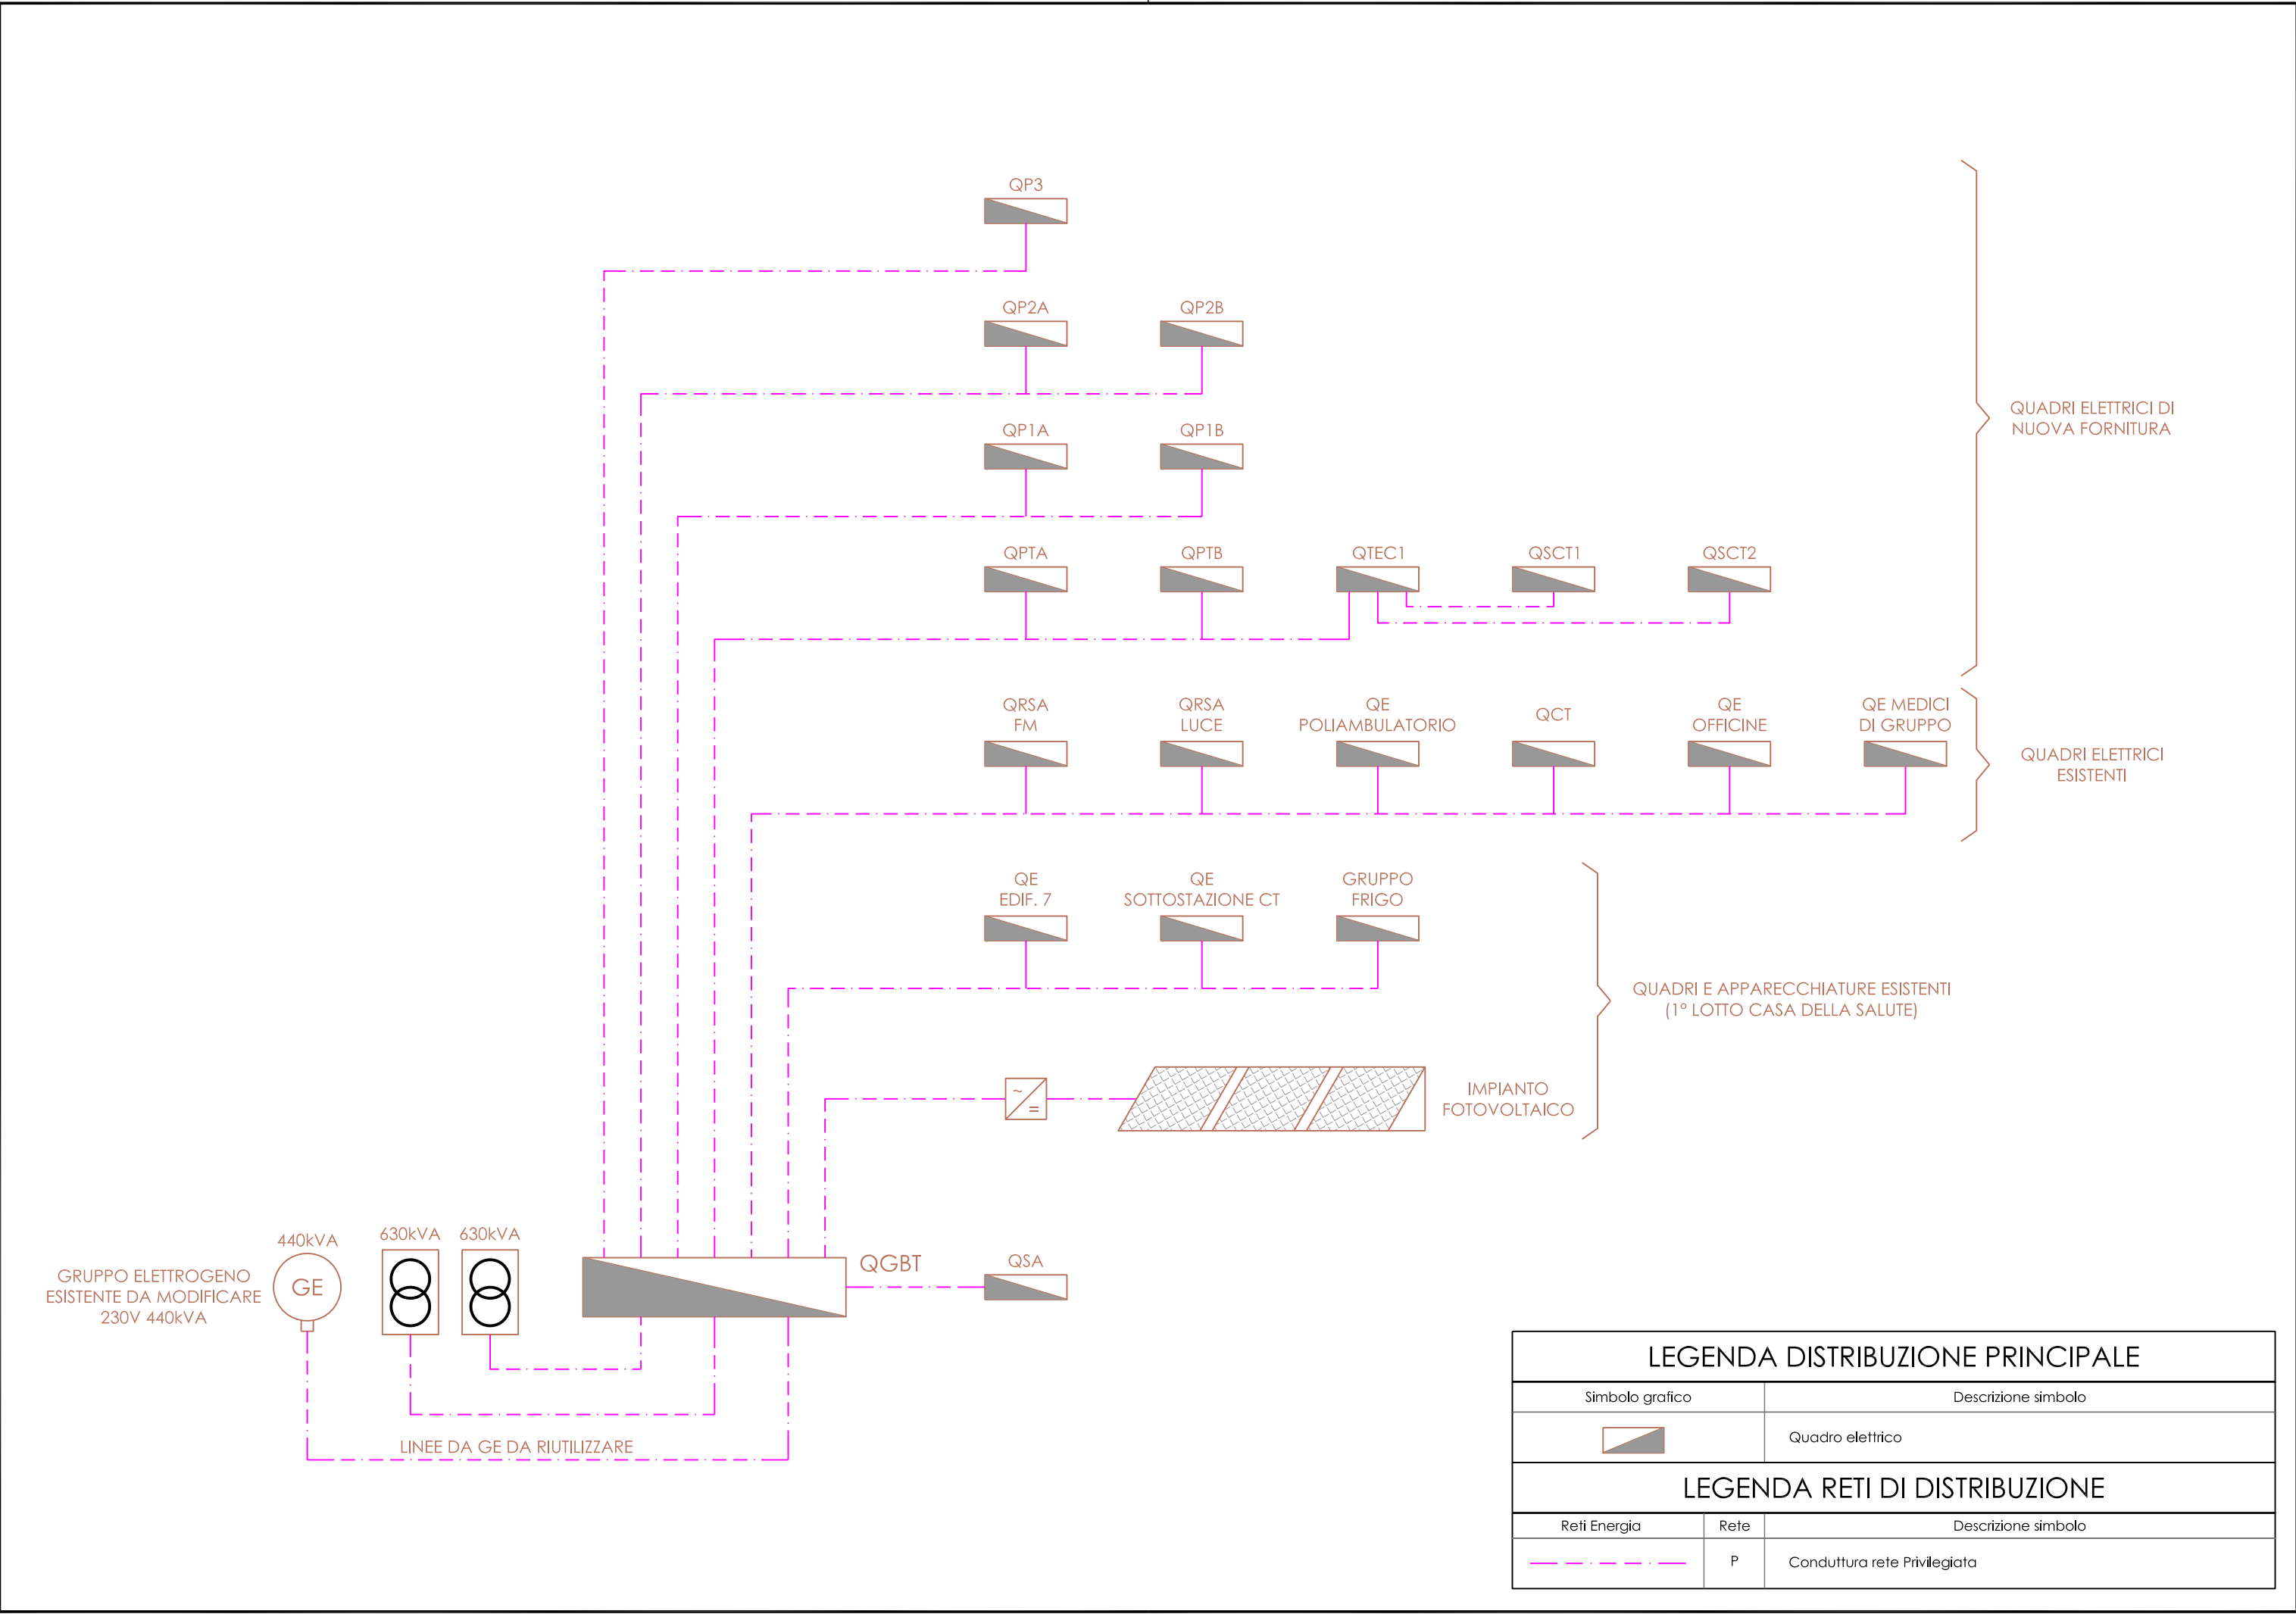 QP3
QP2A
QP2B
QP1A
QP1B
QUADRI ELETTRICI DI
NUOVA FORNITURA
QPTA
QPTB
QTEC1
QSCT1
QSCT2
QRSA
FM
QRSA
LUCE
QE
POLIAMBULATORIO
QCT
QE
OFFICINE
QE MEDICI
DI GRUPPO
QUADRI ELETTRICI
ESISTENTI
QE
EDIF. 7
QE
SOTTOSTAZIONE CT
GRUPPO
FRIGO
QUADRI E APPARECCHIATURE ESISTENTI
(1° LOTTO CASA DELLA SALUTE)
~
=
IMPIANTO
FOTOVOLTAICO
440kVA
630kVA
630kVA
GRUPPO ELETTROGENO
ESISTENTE DA MODIFICARE
230V 440kVA
GE
QGBT
QSA
LINEE DA GE DA RIUTILIZZARE
LEGENDA DISTRIBUZIONE PRINCIPALE
Simbolo grafico
Descrizione simbolo
Quadro elettrico
LEGENDA RETI DI DISTRIBUZIONE
Reti Energia
Rete
Descrizione simbolo
P
Conduttura rete Privilegiata